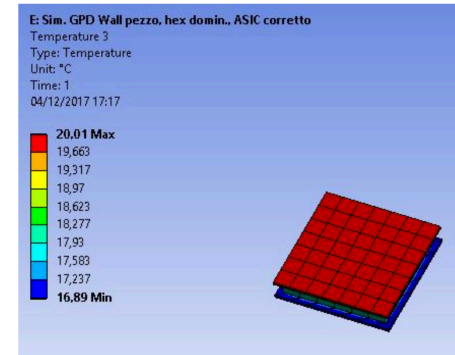 E: Sim. GPD Wall pezzo, hex domin., ASIC corretto
Temperature 3
Type: Temperature
Unit: °C
Time: 1
04/12/2017 17:17
20,01 Max
19,663
19,317
18,97
18,623
18,277
17,93
17,583
17,237
16,89 Min